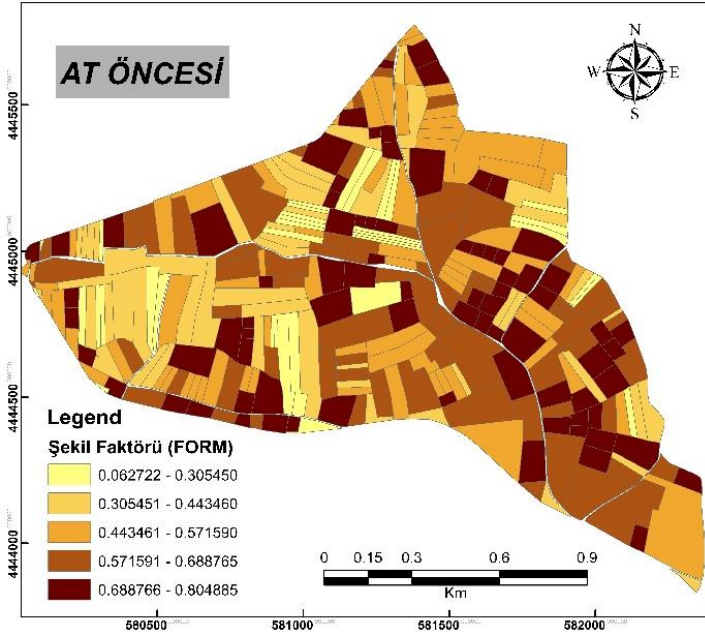 AT ÖNCESİ
N
W E
S
4445500
4445000
4444500
4444000
Legend
Şekil Faktörü (FORM)
0.062722 - 0.305450
0.305451 - 0.443460
0.443461 - 0.571590
0.571591 - 0.688765
0.688766 - 0.804885
0 0.15 0.3 0.6 0.9
Km
580500 581000 581500 582000